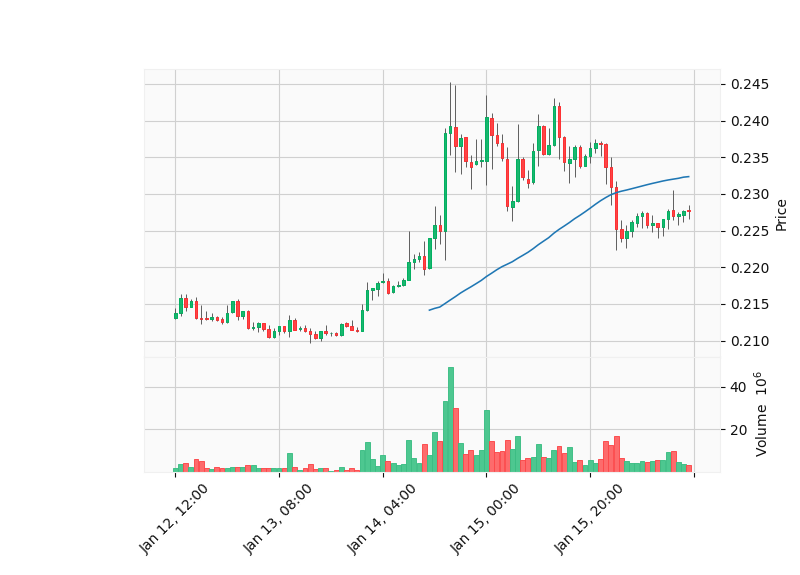 0.245
0.240
0.235
0.230
0.225
0.220
0.215
0.210
Price
40
20
Volume 10⁶
Jan 12, 12:00
Jan 13, 08:00
Jan 14, 04:00
Jan 15, 00:00
Jan 15, 20:00